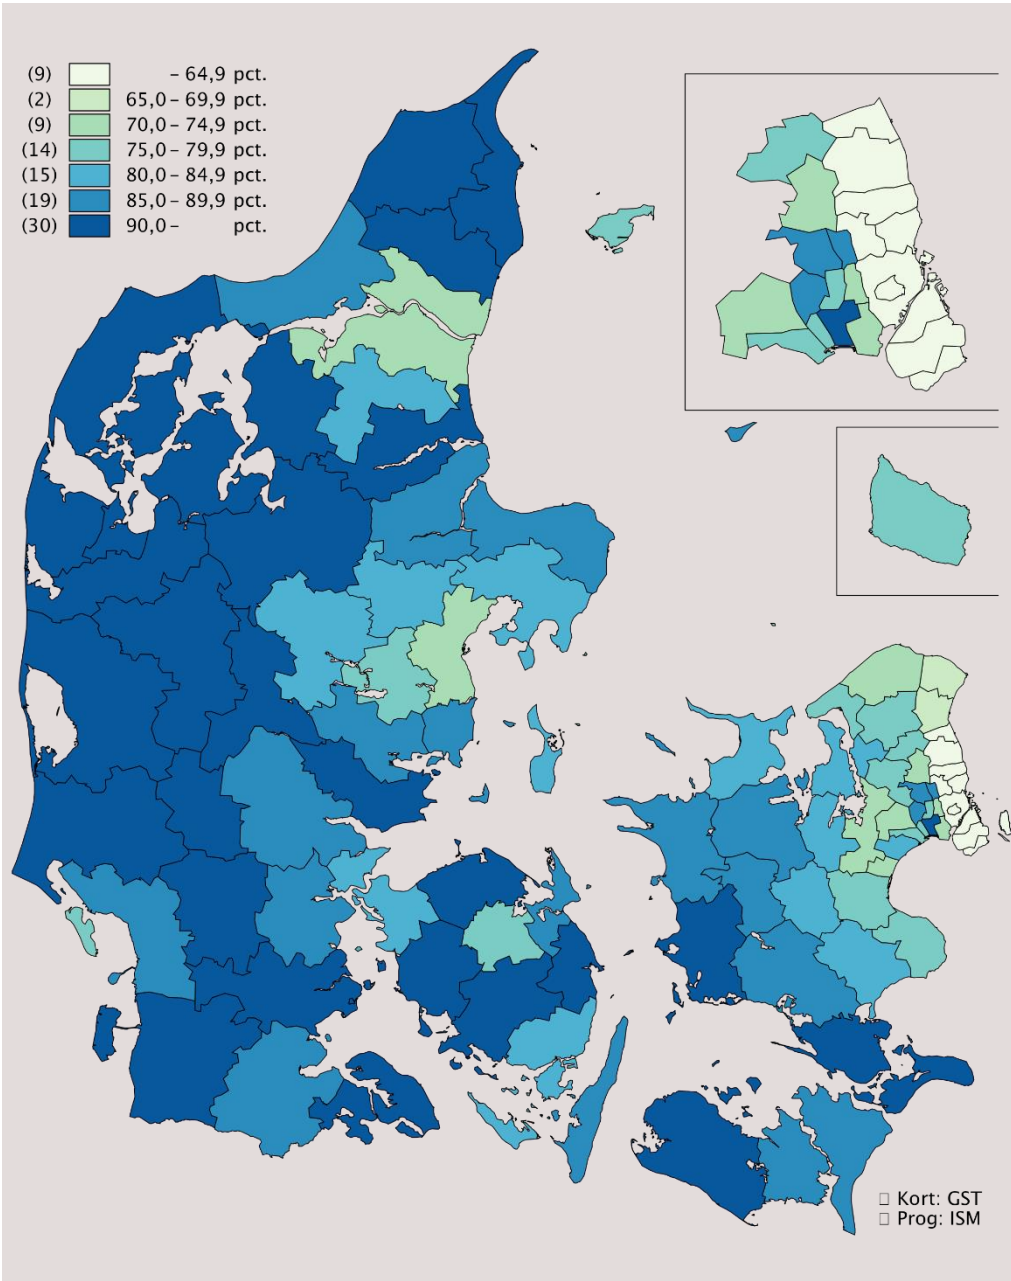 (9) – 64,9 pct.
(2) 65,0 – 69,9 pct.
(9) 70,0 – 74,9 pct.
(14) 75,0 – 79,9 pct.
(15) 80,0 – 84,9 pct.
(19) 85,0 – 89,9 pct.
(30) 90,0 – pct.
□ Kort: GST
□ Prog: ISM